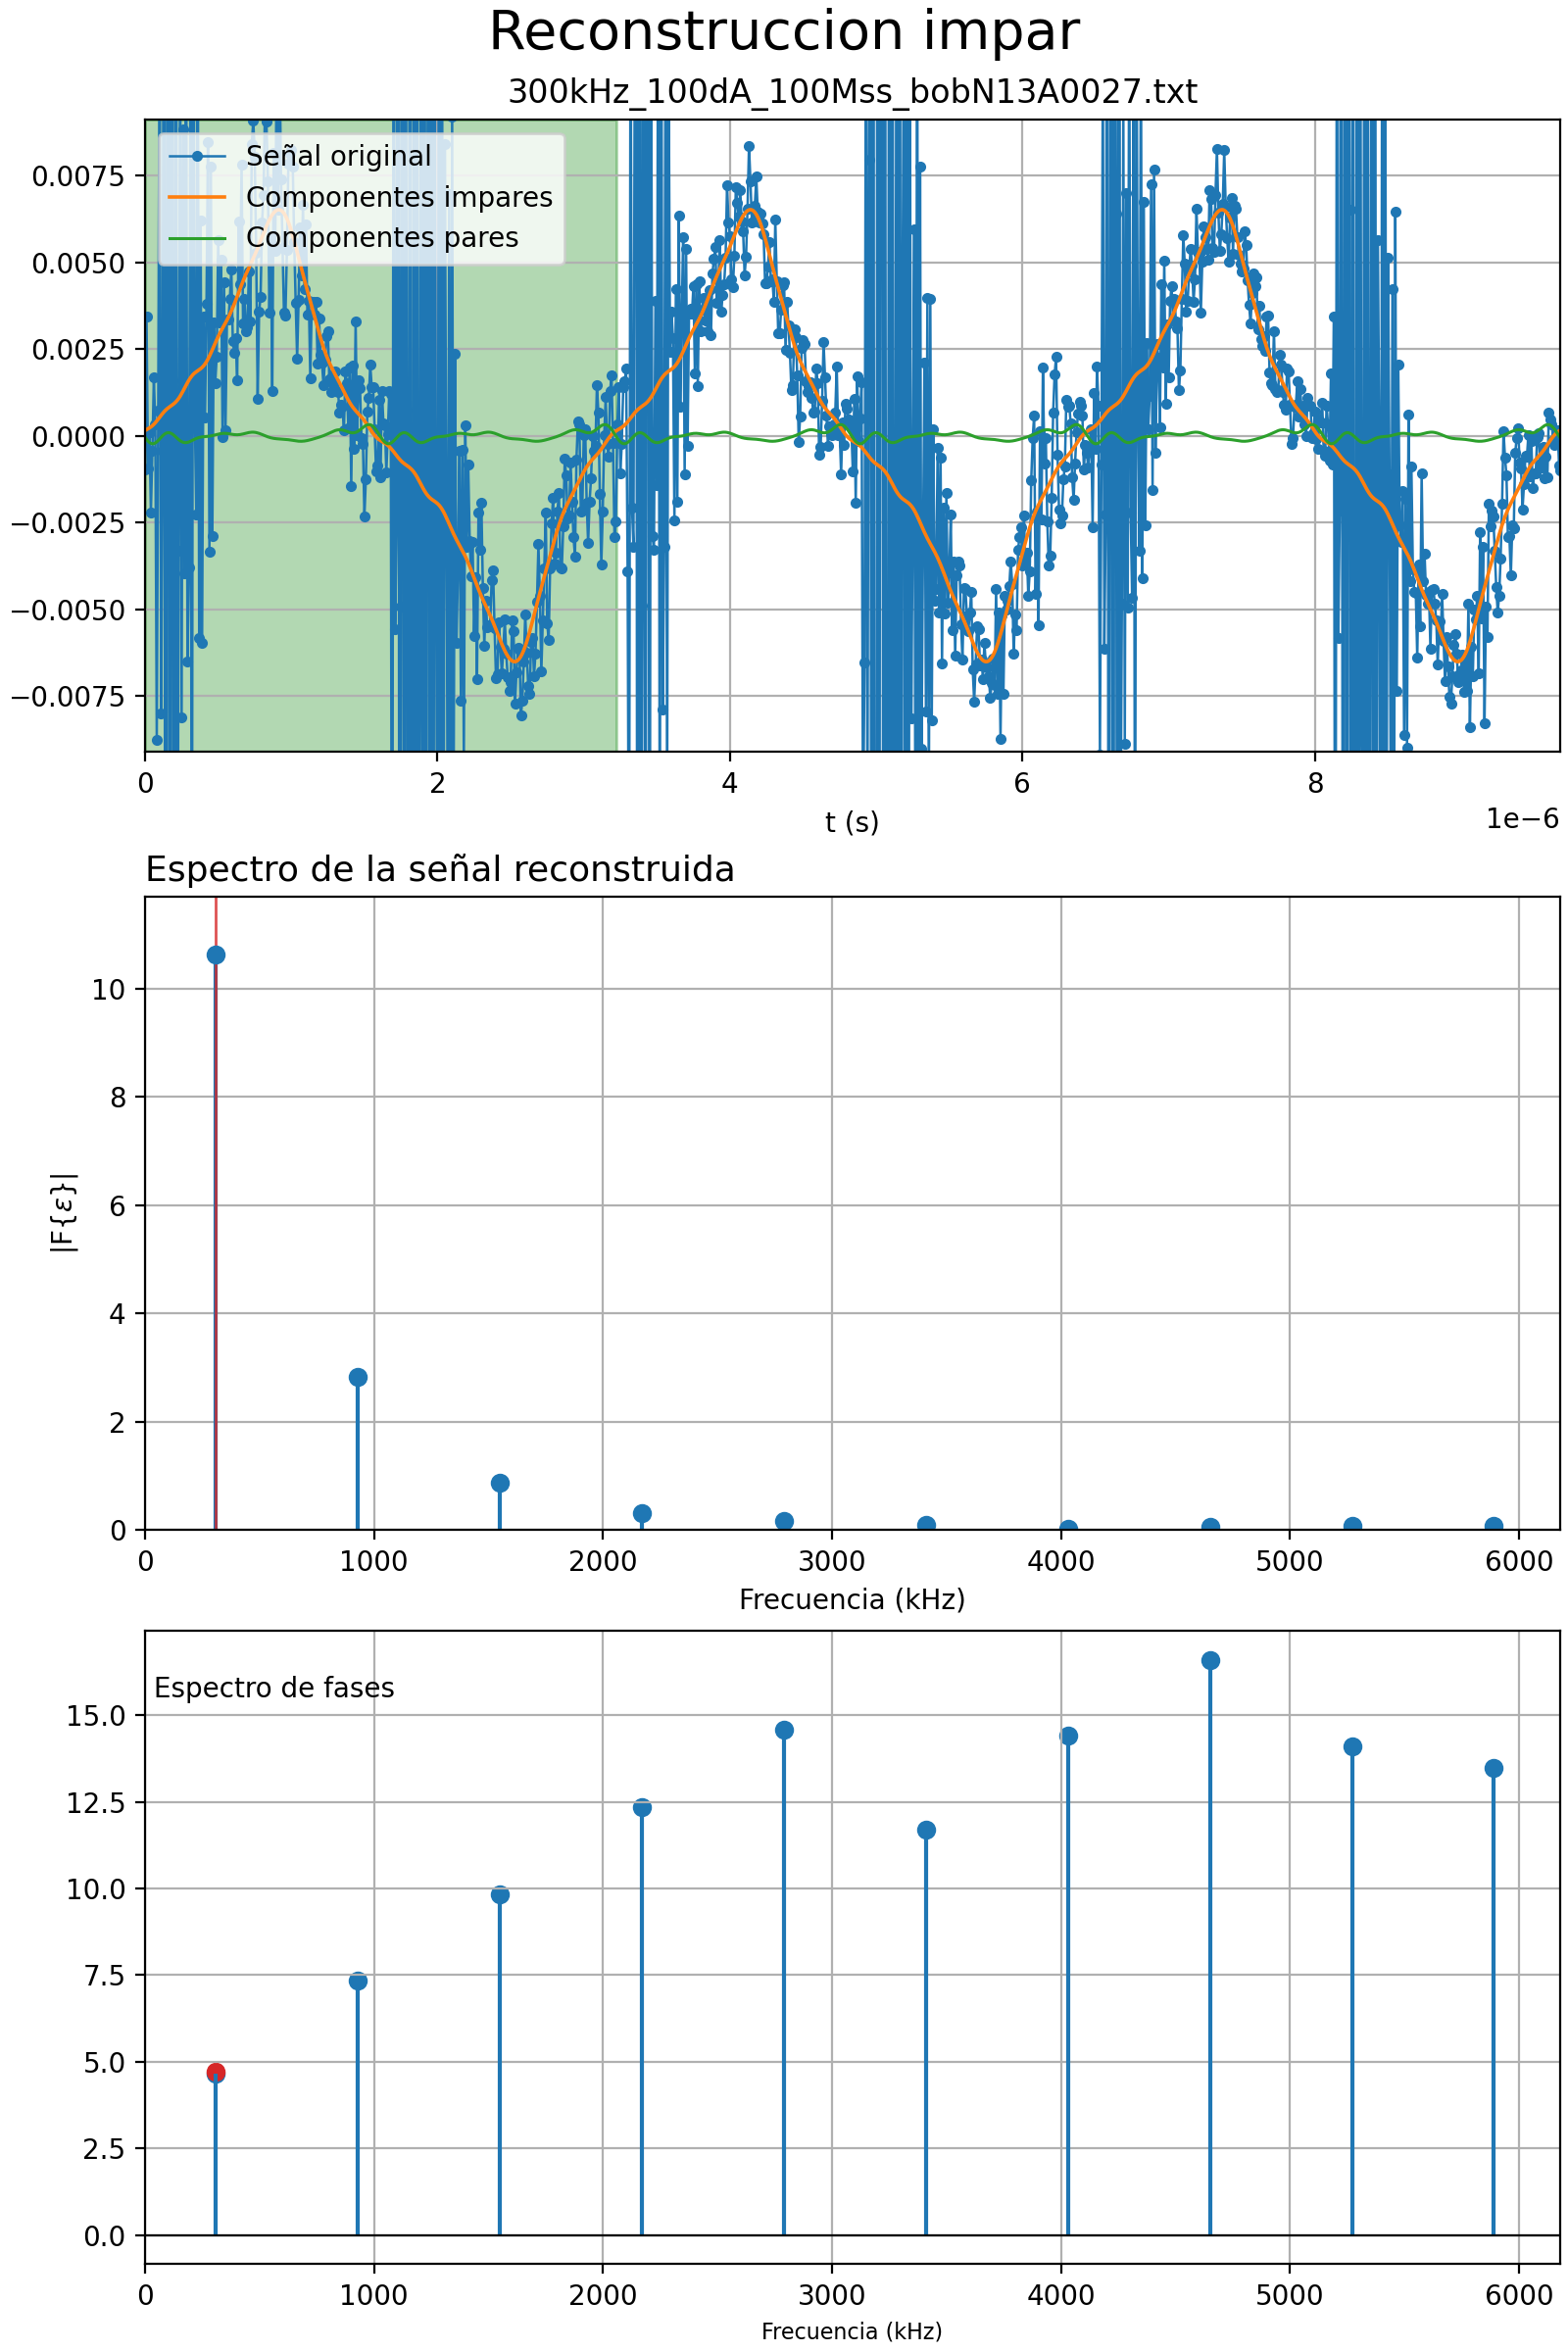 Reconstruccion impar
300kHz_100dA_100Mss_bobN13A0027.txt
Señal original
Componentes impares
Componentes pares
0.0075
0.0050
0.0025
0.0000
−0.0025
−0.0050
−0.0075
0 2 4 6 8
t (s)
1e−6
Espectro de la señal reconstruida
10
8
6
4
2
0
|F{ε}|
0 1000 2000 3000 4000 5000 6000
Frecuencia (kHz)
Espectro de fases
15.0
12.5
10.0
7.5
5.0
2.5
0.0
0 1000 2000 3000 4000 5000 6000
Frecuencia (kHz)